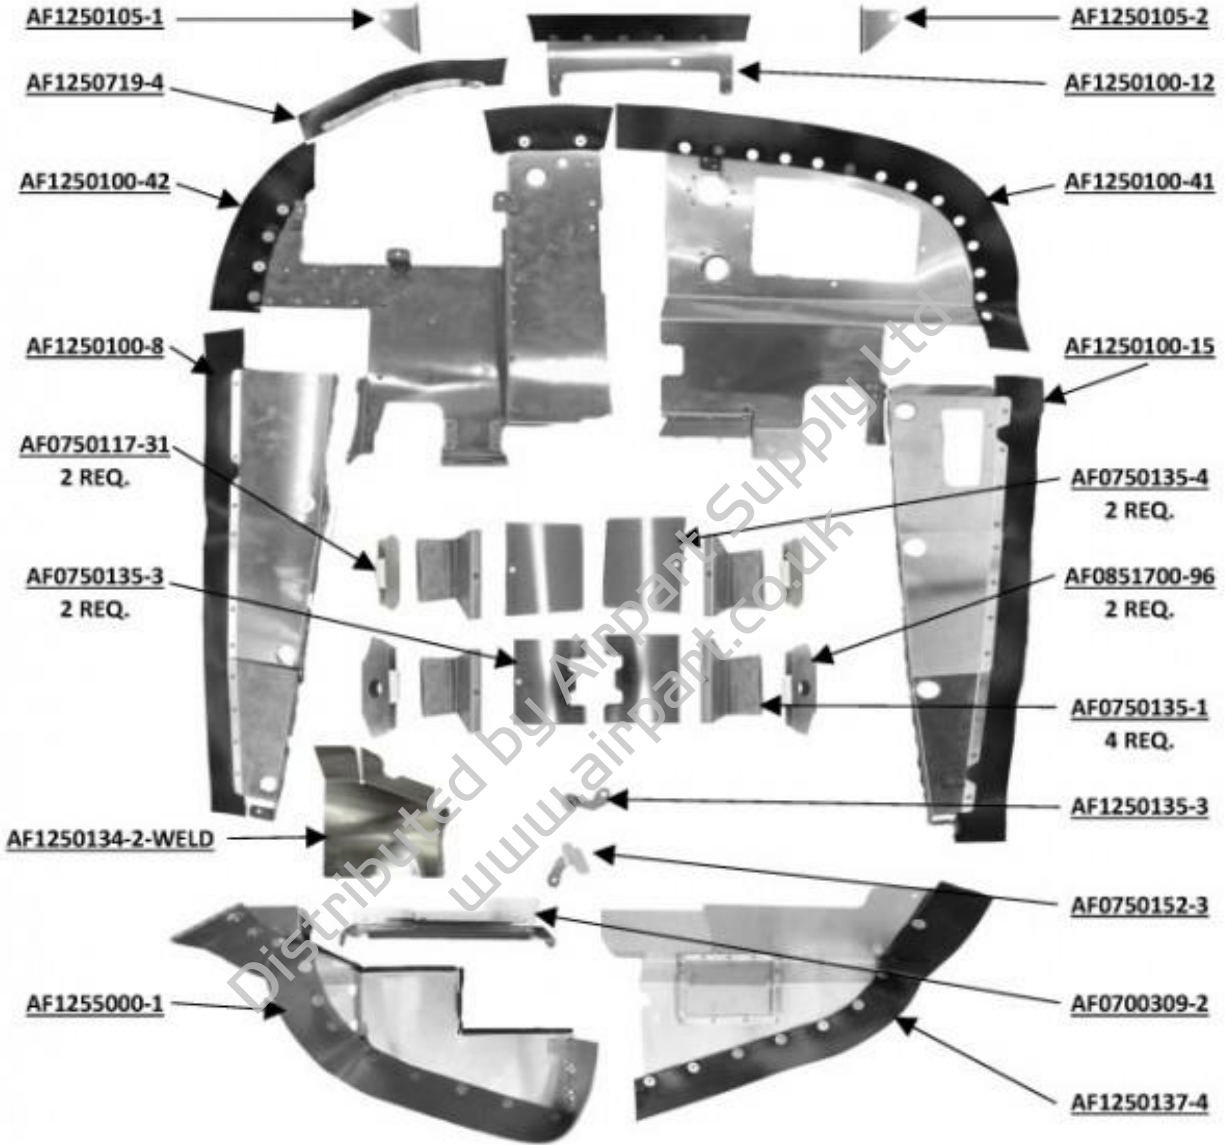 AF1250105-1
AF1250105-2
AF1250719-4
AF1250100-12
AF1250100-42
AF1250100-41
AF1250100-8
AF1250100-15
AF0750117-31
2 REQ.
AF0750135-4
2 REQ.
AF0750135-3
2 REQ.
AF0851700-96
2 REQ.
AF0750135-1
4 REQ.
AF1250135-3
AF1250134-2-WELD
AF0750152-3
AF1255000-1
AF0700309-2
AF1250137-4
Distributed by Airpart Supply Ltd
www.airpart.co.uk